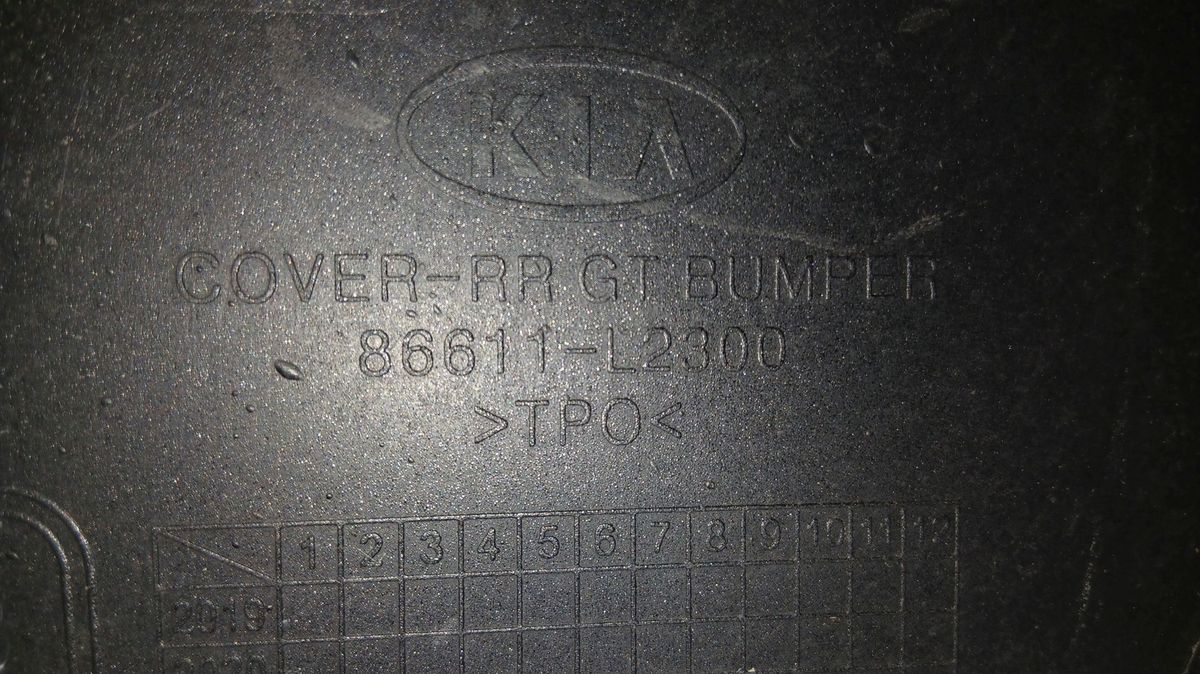 KIA
COVER-RR GT BUMPER
86611-L2300
>TPO<
1 2 3 4 5 6 7 8 9 10 11 12
2019
2020